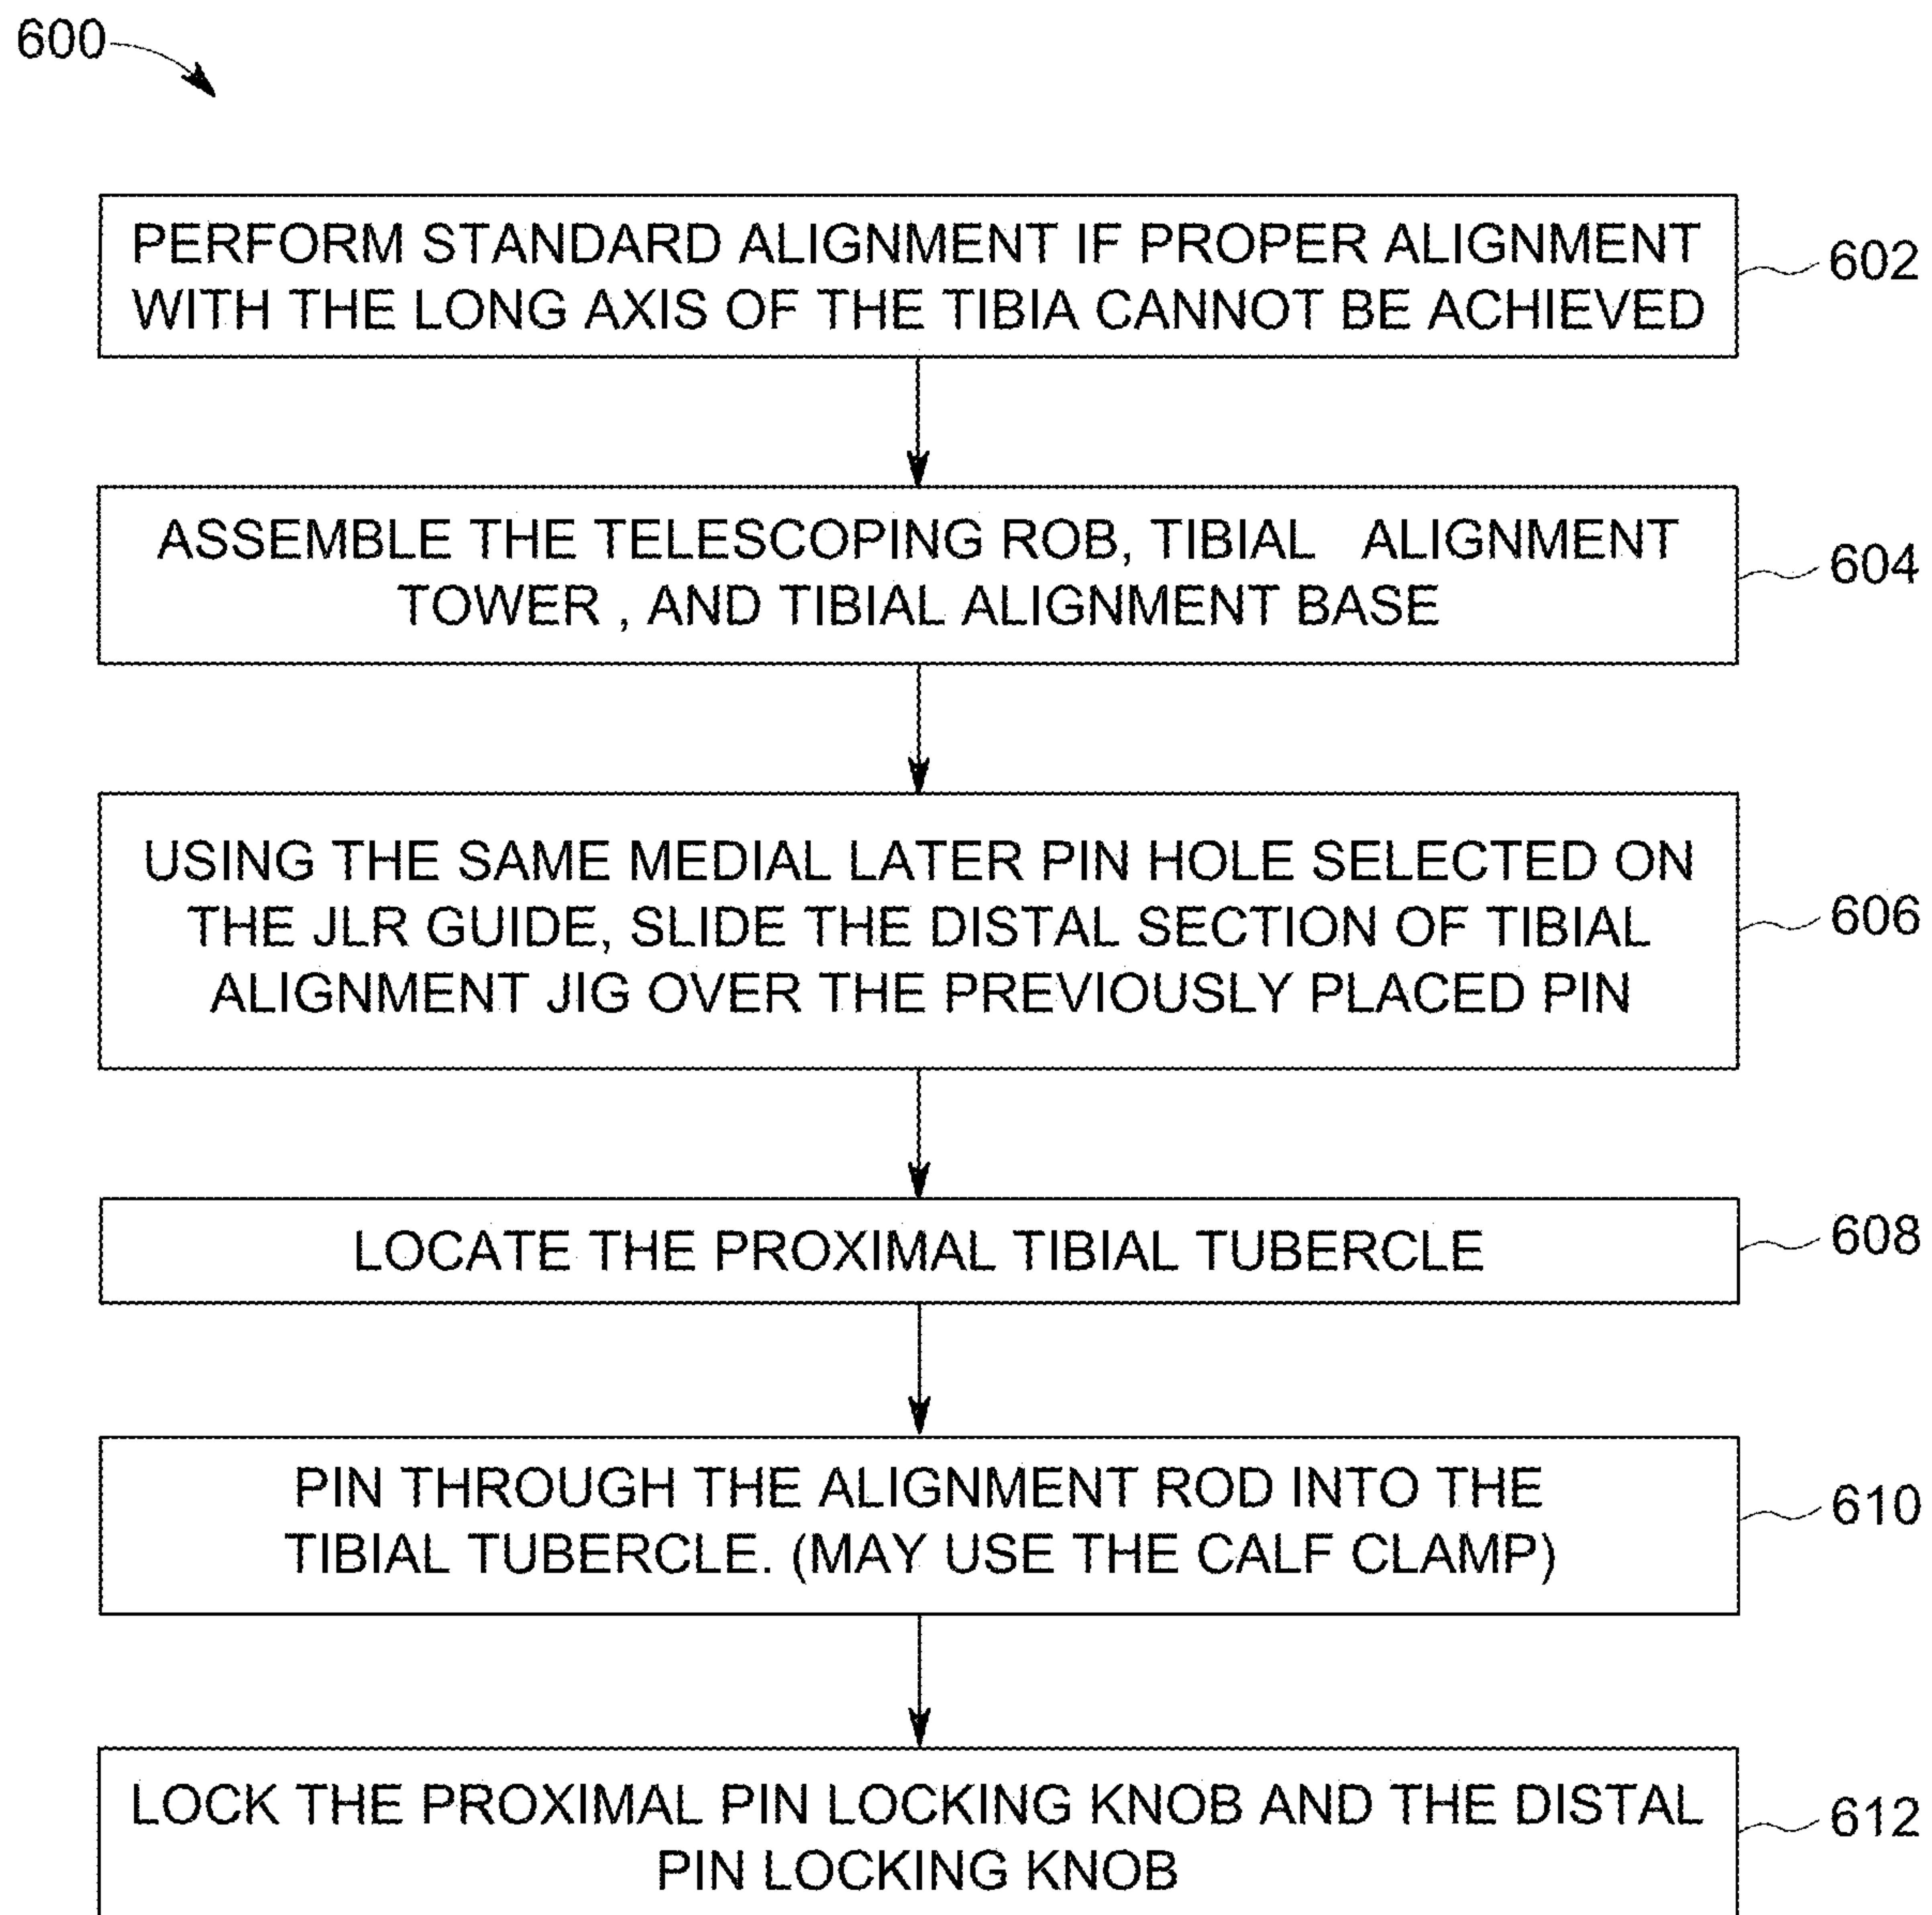 600
PERFORM STANDARD ALIGNMENT IF PROPER ALIGNMENT
WITH THE LONG AXIS OF THE TIBIA CANNOT BE ACHIEVED
602
ASSEMBLE THE TELESCOPING ROB, TIBIAL ALIGNMENT
TOWER , AND TIBIAL ALIGNMENT BASE
604
USING THE SAME MEDIAL LATER PIN HOLE SELECTED ON
THE JLR GUIDE, SLIDE THE DISTAL SECTION OF TIBIAL
ALIGNMENT JIG OVER THE PREVIOUSLY PLACED PIN
606
LOCATE THE PROXIMAL TIBIAL TUBERCLE
608
PIN THROUGH THE ALIGNMENT ROD INTO THE
TIBIAL TUBERCLE. (MAY USE THE CALF CLAMP)
610
LOCK THE PROXIMAL PIN LOCKING KNOB AND THE DISTAL
PIN LOCKING KNOB
612